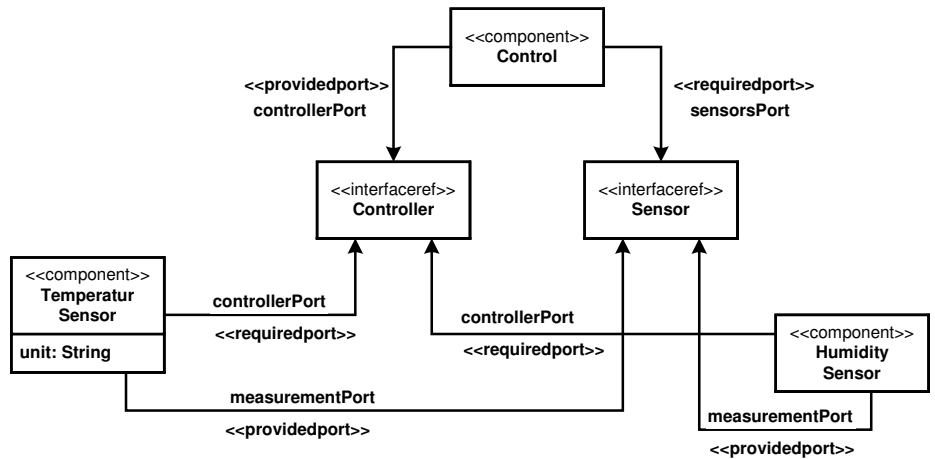 <<component>>
Control
<<providedport>>
controllerPort
<<requiredport>>
sensorsPort
<<interfaceref>>
Controller
<<interfaceref>>
Sensor
<<component>>
Temperatur
Sensor
unit: String
controllerPort
<<requiredport>>
controllerPort
<<requiredport>>
<<component>>
Humidity
Sensor
measurementPort
<<providedport>>
measurementPort
<<providedport>>